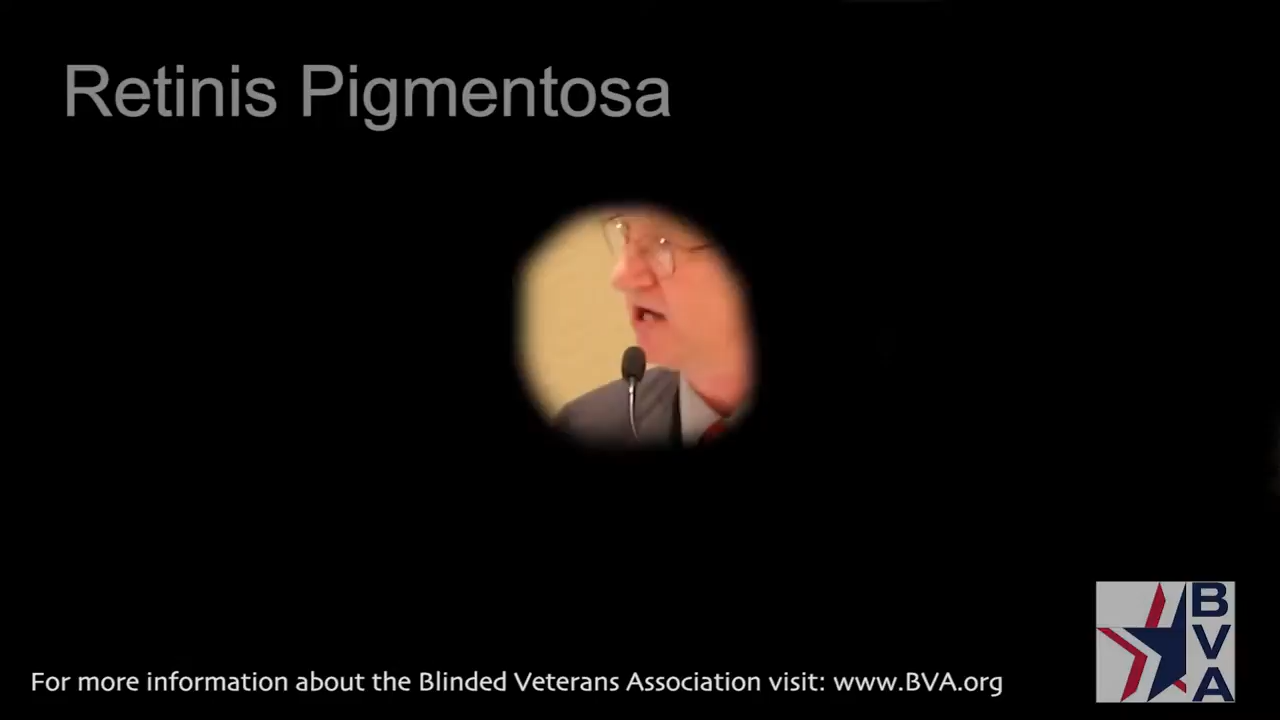 Retinis Pigmentosa
BVA
For more information about the Blinded Veterans Association visit: www.BVA.org